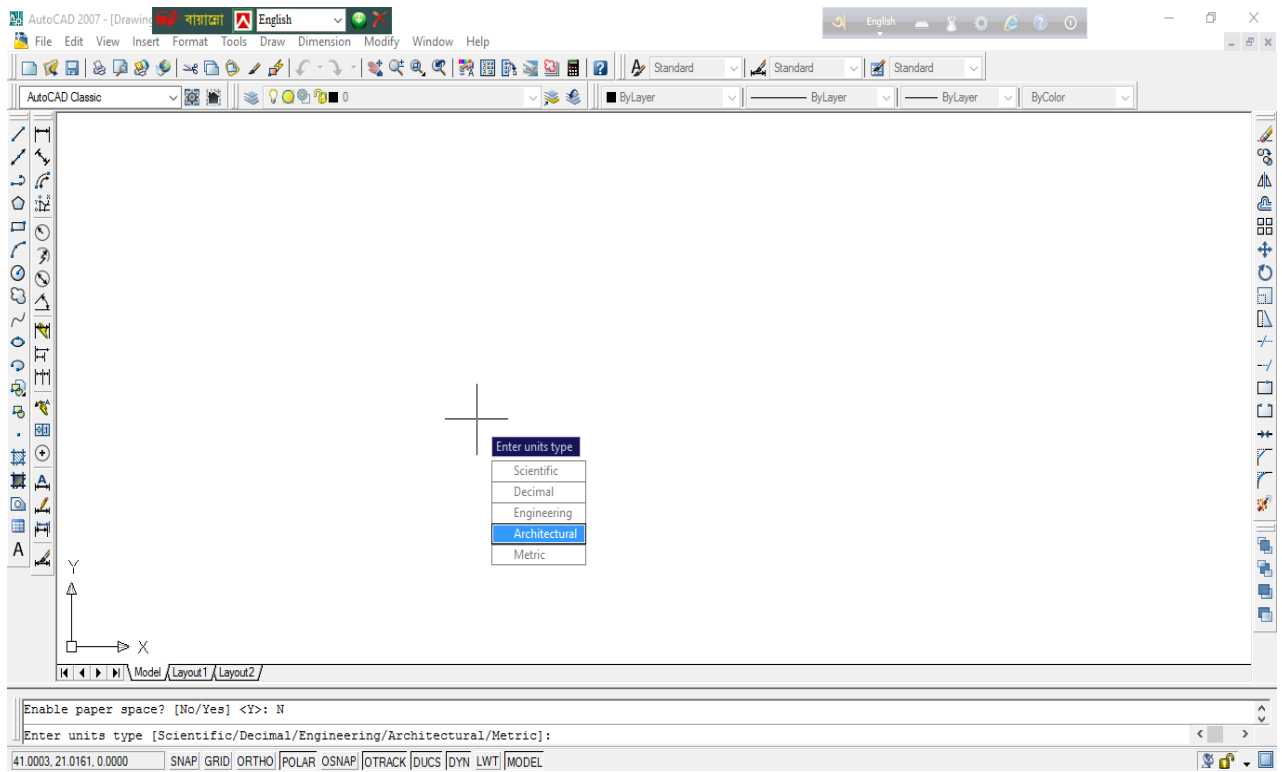 AutoCAD 2007 - [Drawing
বায়ান্নো English
English
File Edit View Insert Format Tools Draw Dimension Modify Window Help
Standard Standard Standard
AutoCAD Classic 0 ByLayer ByLayer ByLayer ByColor
Enter units type
Scientific
Decimal
Engineering
Architectural
Metric
A
Y
X
Model Layout1 Layout2
Enable paper space? [No/Yes] <Y>: N
Enter units type [Scientific/Decimal/Engineering/Architectural/Metric]:
41.0003, 21.0161, 0.0000 SNAP GRID ORTHO POLAR OSNAP OTRACK DUCS DYN LWT MODEL